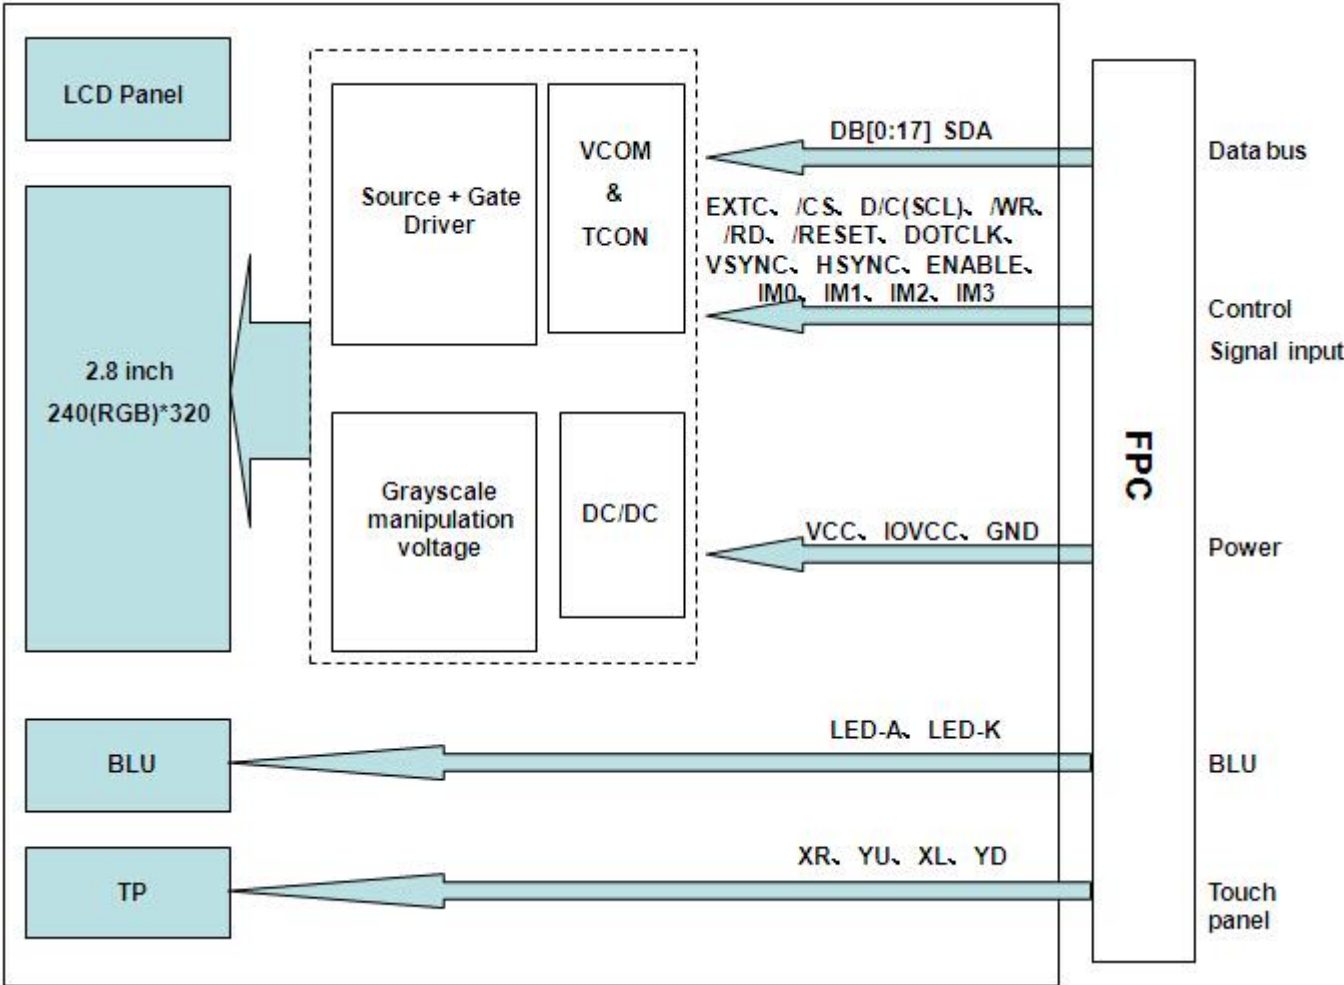 LCD Panel
2.8 inch
240(RGB)*320
BLU
TP
Source + Gate
Driver
VCOM
&
TCON
Grayscale
manipulation
voltage
DC/DC
DB[0:17] SDA
EXTC、/CS、D/C(SCL)、/WR、
/RD、/RESET、DOTCLK、
VSYNC、HSYNC、ENABLE、
IM0、IM1、IM2、IM3
VCC、IOVCC、GND
LED-A、LED-K
XR、YU、XL、YD
FPC
Data bus
Control
Signal input
Power
BLU
Touch
panel